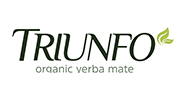 TRIUNFO
organic yerba mate